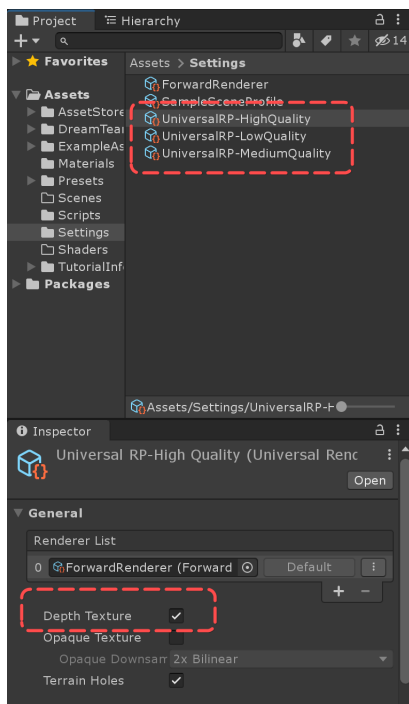 Project Hierarchy
14
Favorites
Assets > Settings
ForwardRenderer
SampleSceneProfile
UniversalRP-HighQuality
UniversalRP-LowQuality
UniversalRP-MediumQuality
Assets
AssetStore
DreamTea
ExampleAs
Materials
Presets
Scenes
Scripts
Settings
Shaders
TutorialInf
Packages
Assets/Settings/UniversalRP-H
Inspector
Universal RP-High Quality (Universal Renc
Open
General
Renderer List
0 ForwardRenderer (Forward Default
Depth Texture
Opaque Texture
Opaque Downsam 2x Bilinear
Terrain Holes